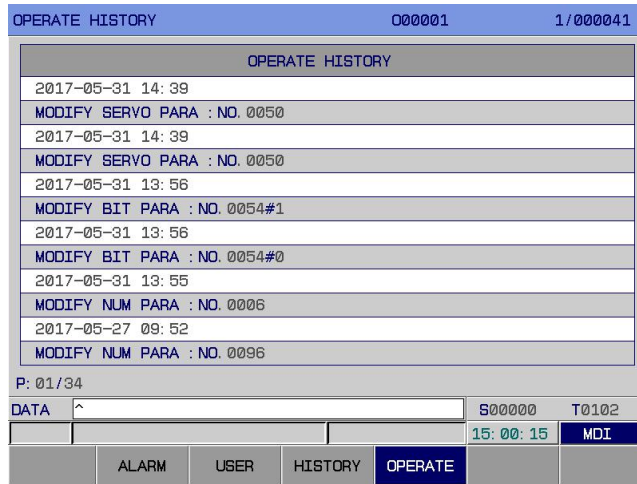 OPERATE HISTORY O00001 1/000041
OPERATE HISTORY
2017-05-31 14:39
MODIFY SERVO PARA : NO. 0050
2017-05-31 14:39
MODIFY SERVO PARA : NO. 0050
2017-05-31 13:56
MODIFY BIT PARA : NO. 0054#1
2017-05-31 13:56
MODIFY BIT PARA : NO. 0054#0
2017-05-31 13:55
MODIFY NUM PARA : NO. 0006
2017-05-27 09:52
MODIFY NUM PARA : NO. 0096
P: 01/34
DATA ^ S00000 T0102
15:00:15 MDI
ALARM USER HISTORY OPERATE